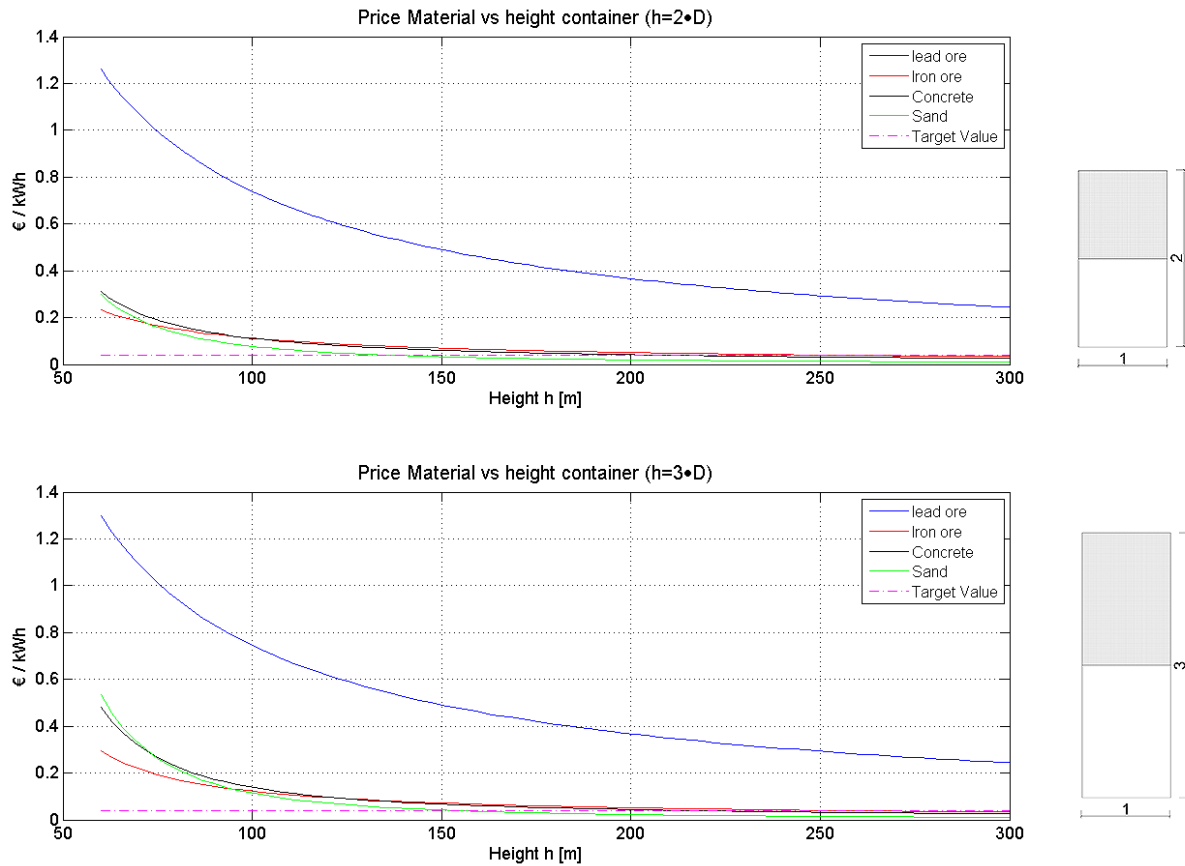 Price Material vs height container (h=2•D)
€ / kWh
1.4
1.2
1
0.8
0.6
0.4
0.2
0
50
100
150
200
250
300
Height h [m]
lead ore
Iron ore
Concrete
Sand
Target Value
2
1
Price Material vs height container (h=3•D)
€ / kWh
1.4
1.2
1
0.8
0.6
0.4
0.2
0
50
100
150
200
250
300
Height h [m]
lead ore
Iron ore
Concrete
Sand
Target Value
3
1